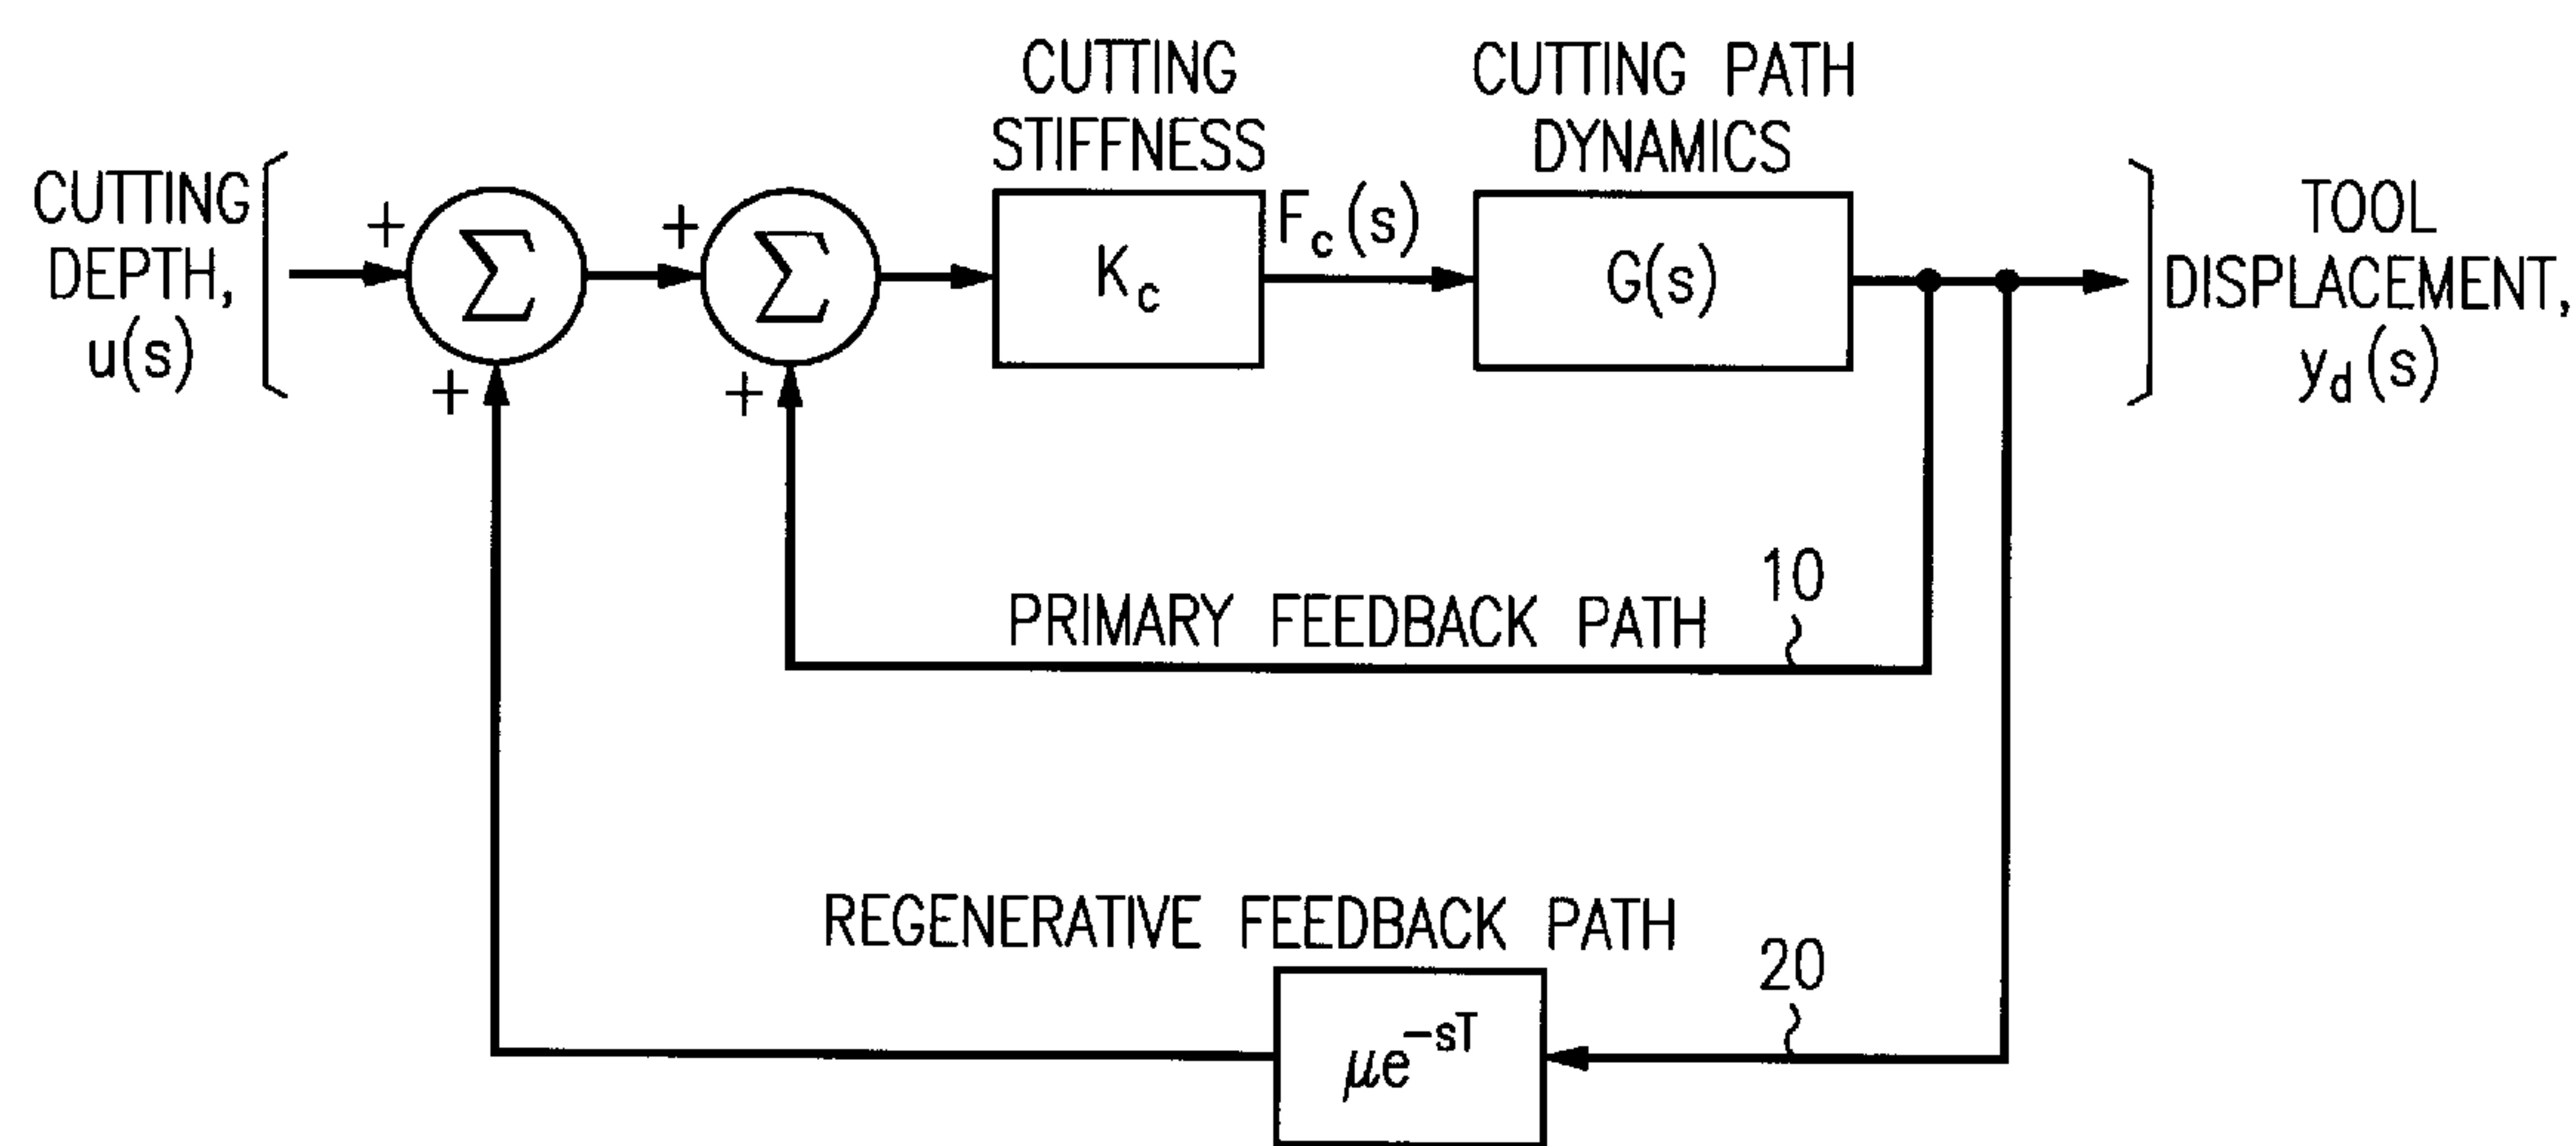 CUTTING
STIFFNESS
CUTTING PATH
DYNAMICS
CUTTING
DEPTH,
u(s)
+
Σ
+
+
Σ
+
K_c
F_c(s)
G(s)
TOOL
DISPLACEMENT,
y_d(s)
10
PRIMARY FEEDBACK PATH
REGENERATIVE FEEDBACK PATH
20
μe^{-sT}